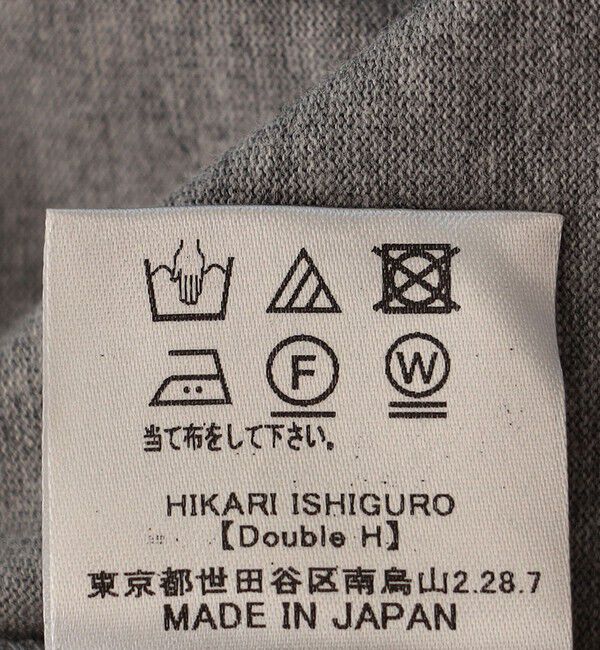 F W
当て布をして下さい。
HIKARI ISHIGURO
【Double H】
東京都世田谷区南烏山2.28.7
MADE IN JAPAN